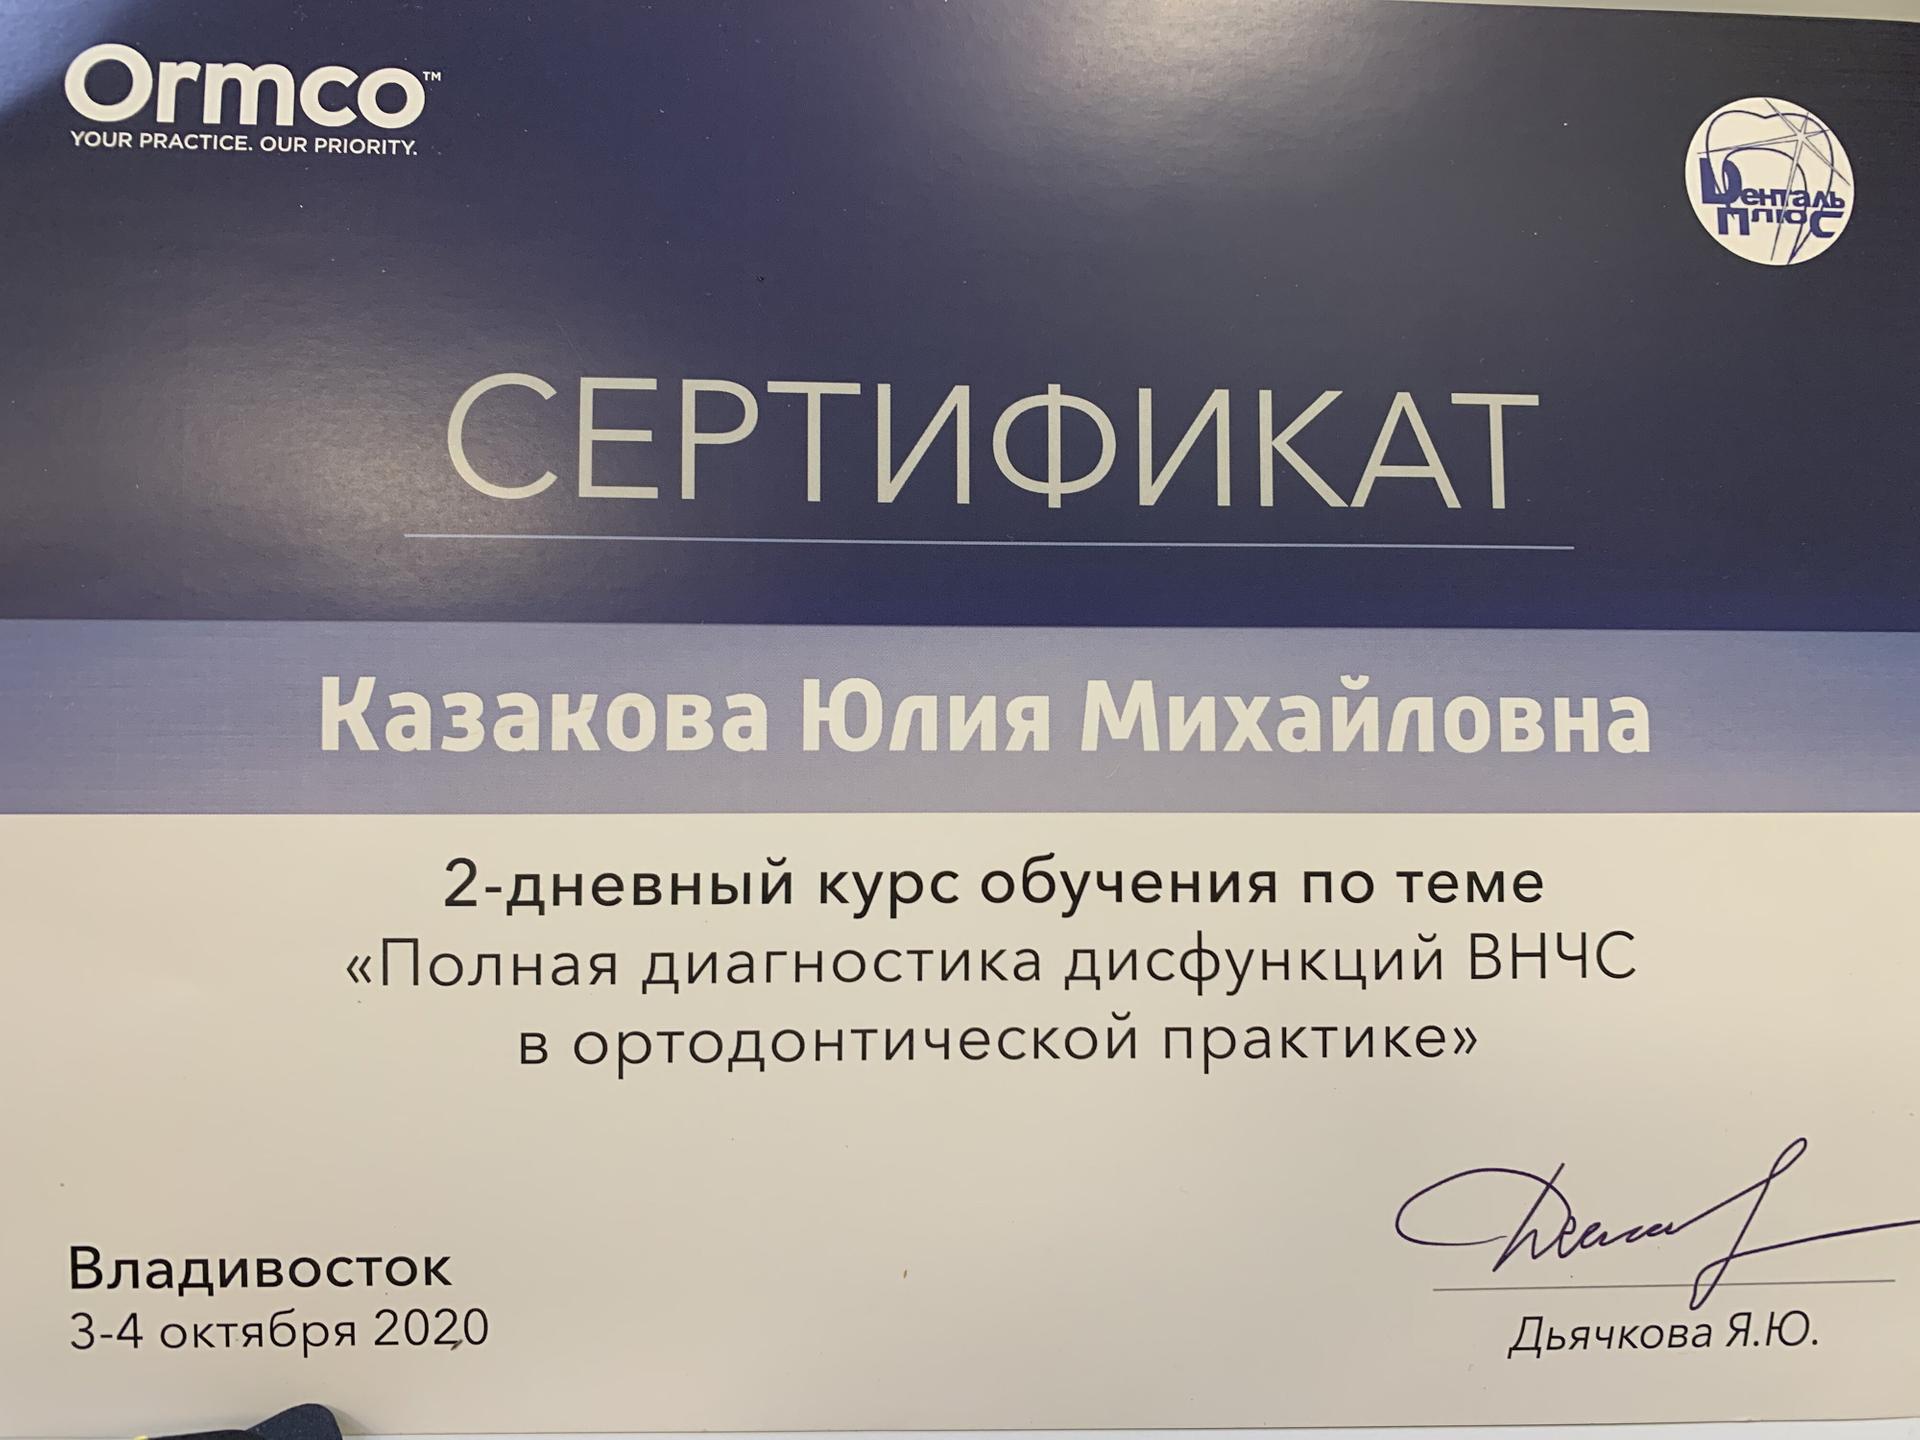 Ormco™
YOUR PRACTICE. OUR PRIORITY.
Денталь
Плюс
СЕРТИФИКАТ
Казакова Юлия Михайловна
2-дневный курс обучения по теме
«Полная диагностика дисфункций ВНЧС
в ортодонтической практике»
Владивосток
3-4 октября 2020
Дьячкова Я.Ю.